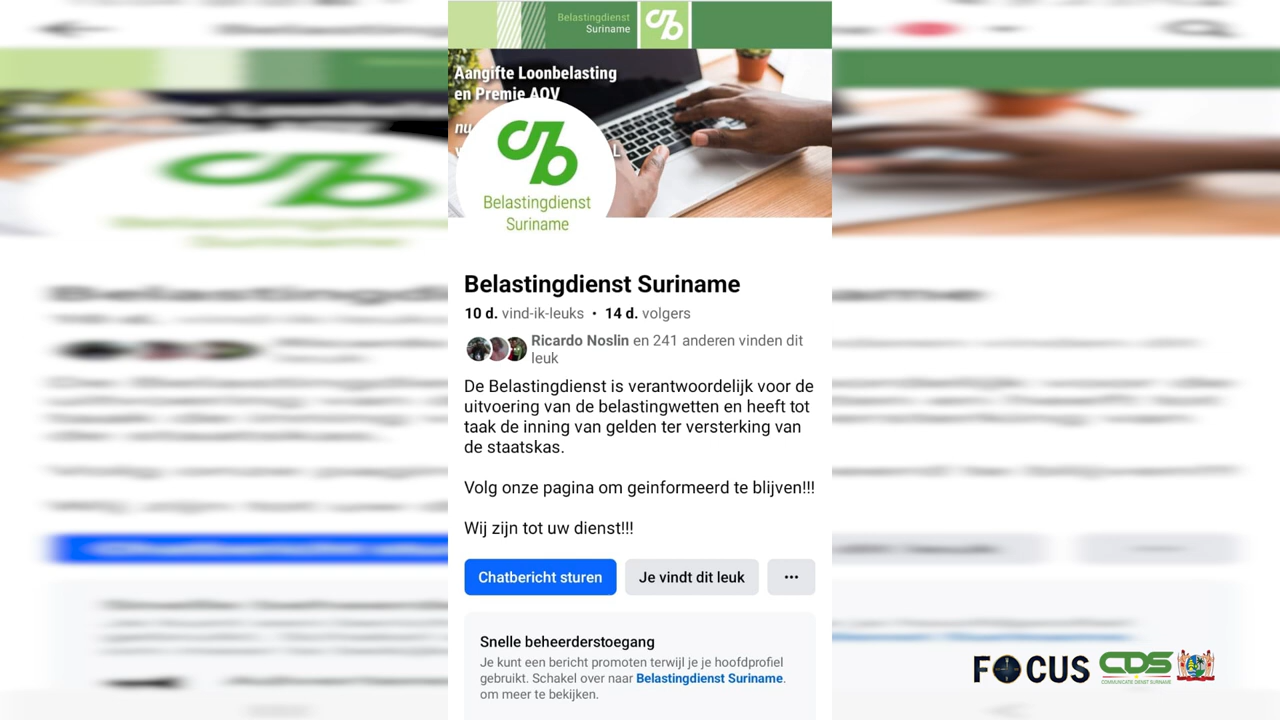 Belastingdienst
Suriname
Aangifte Loonbelasting
en Premie AOV
nu
Belastingdienst
Suriname
Belastingdienst Suriname
10 d. vind-ik-leuks • 14 d. volgers
Ricardo Noslin en 241 anderen vinden dit
leuk
De Belastingdienst is verantwoordelijk voor de
uitvoering van de belastingwetten en heeft tot
taak de inning van gelden ter versterking van
de staatskas.
Volg onze pagina om geinformeerd te blijven!!!
Wij zijn tot uw dienst!!!
Chatbericht sturen
Je vindt dit leuk
Snelle beheerderstoegang
Je kunt een bericht promoten terwijl je je hoofdprofiel
gebruikt. Schakel over naar Belastingdienst Suriname.
om meer te bekijken.
FOCUS
CDS
COMMUNICATIE DIENST SURINAME